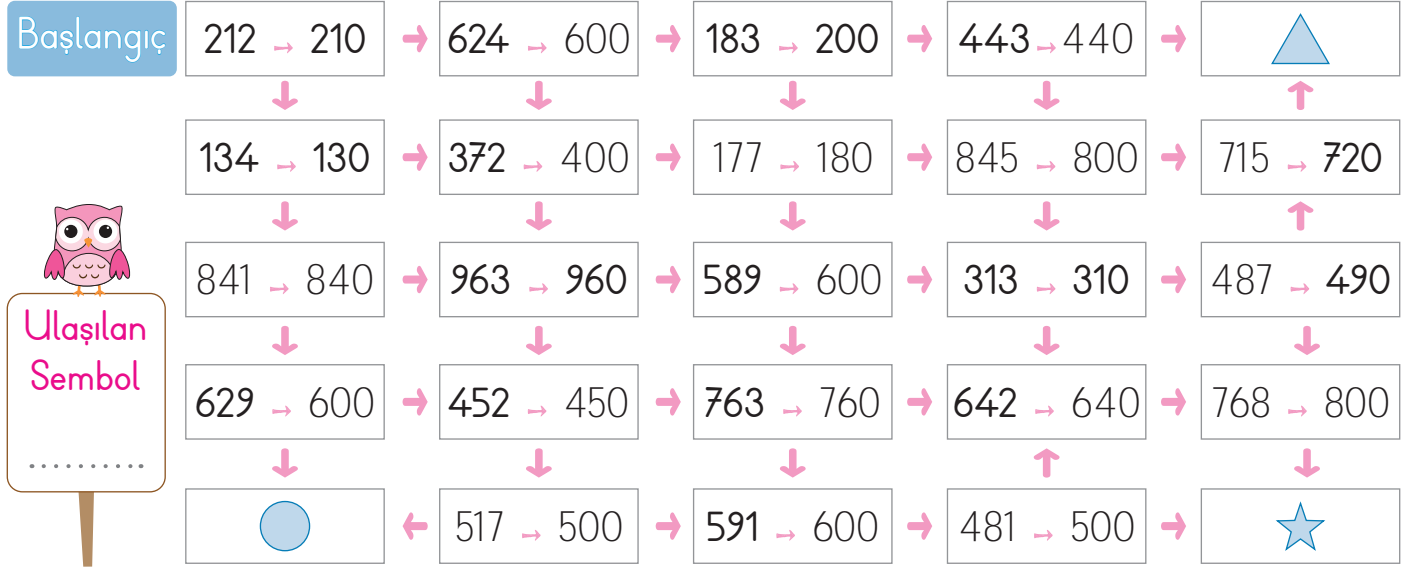 Başlangıç
212 → 210 → 624 → 600 → 183 → 200 → 443 → 440 →
134 → 130 → 372 → 400 → 177 → 180 → 845 → 800 → 715 → 720
841 → 840 → 963 → 960 → 589 → 600 → 313 → 310 → 487 → 490
Ulaşılan
Sembol
..........
629 → 600 → 452 → 450 → 763 → 760 → 642 → 640 → 768 → 800
← 517 → 500 → 591 → 600 → 481 → 500 →